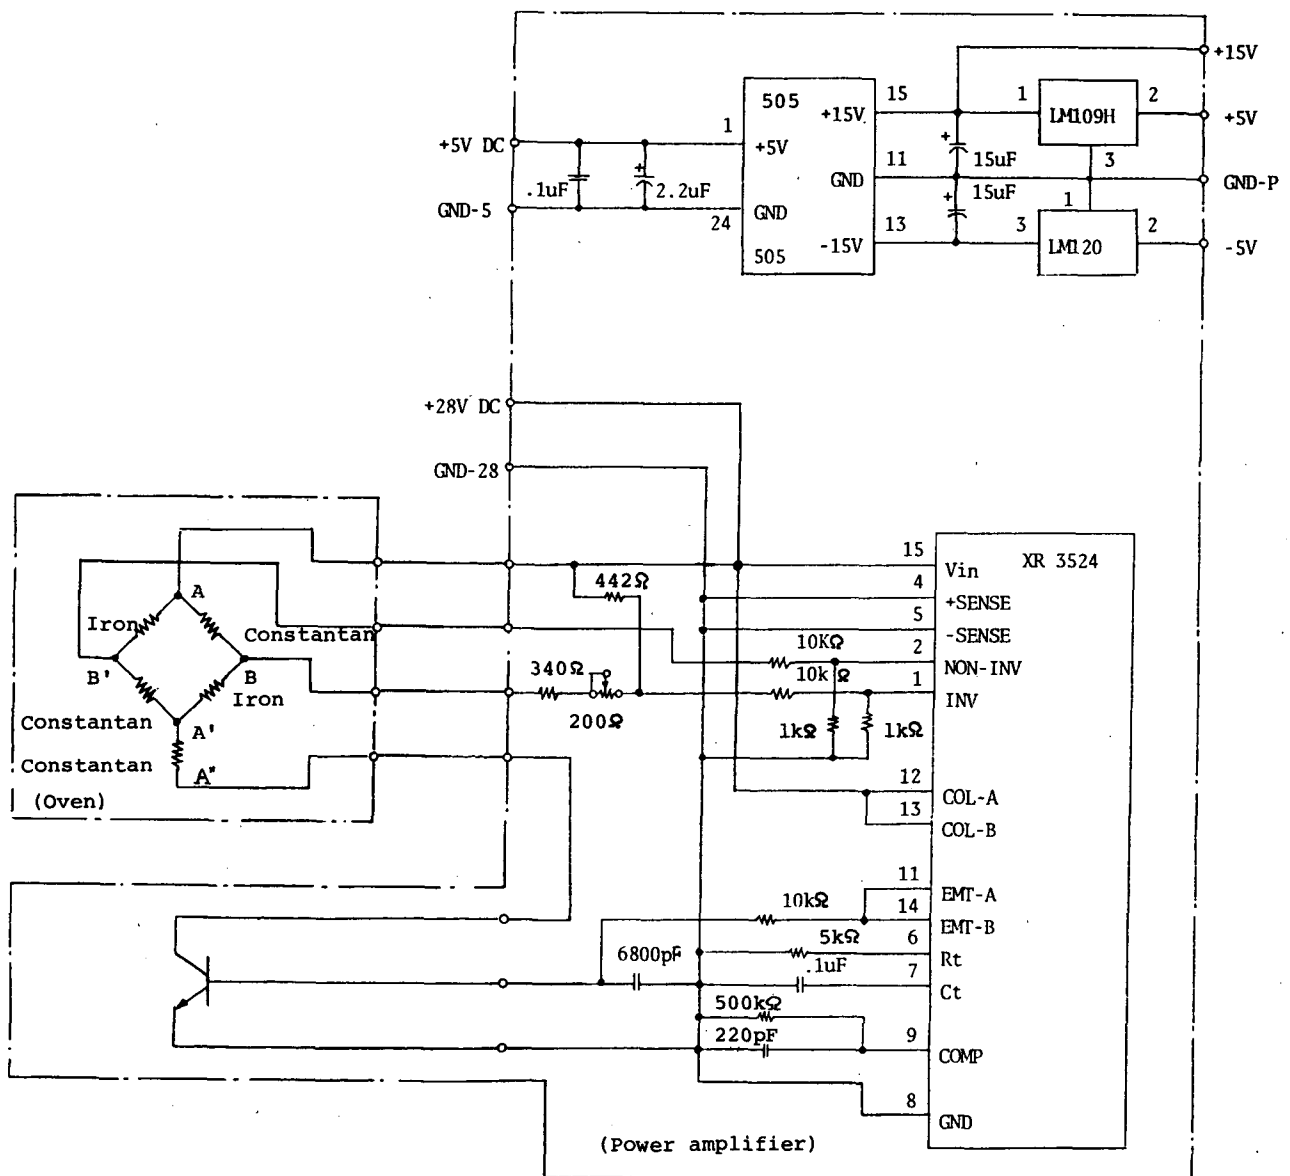 +15V
505
15
1
2
+15V
LM109H
+5V
1
+5V DC
+5V
+
15uF
11
3
.1uF
+
2.2uF
GND
15uF
GND-P
GND-5
GND
+
1
24
13
3
2
505
-15V
LM120
-5V
+28V DC
GND-28
15
XR 3524
Vin
442Ω
4
A
+SENSE
5
Iron
Constantan
-SENSE
10KΩ
2
340Ω
10kΩ
NON-INV
B'
B
1
Iron
INV
200Ω
Constantan
A'
1kΩ
1kΩ
Constantan
A"
12
(Oven)
COL-A
13
COL-B
11
10kΩ
EMT-A
14
EMT-B
5kΩ
6
6800pF
Rt
.1uF
7
Ct
500kΩ
220pF
9
COMP
8
GND
(Power amplifier)